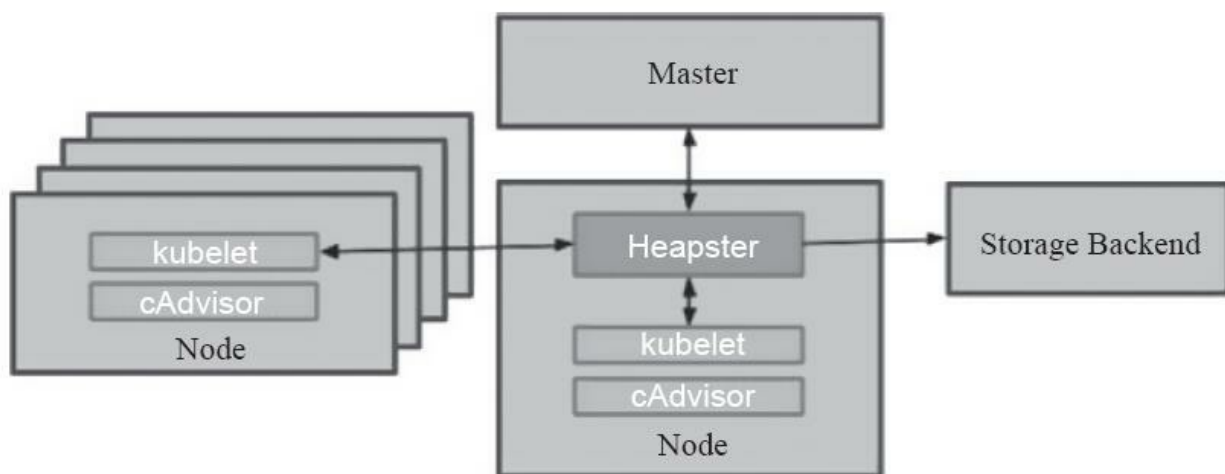 Master
kubelet
cAdvisor
Node
Heapster
kubelet
cAdvisor
Node
Storage Backend